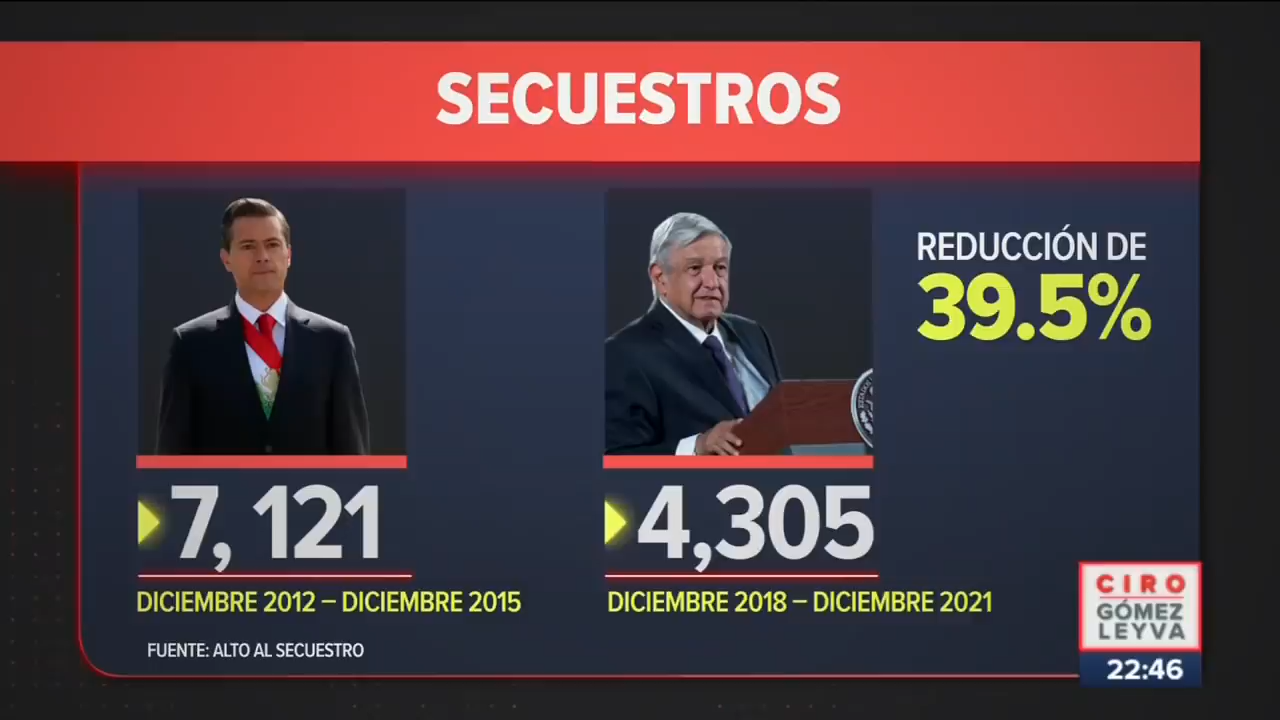 SECUESTROS
REDUCCIÓN DE
39.5%
7, 121
4,305
DICIEMBRE 2012 – DICIEMBRE 2015
DICIEMBRE 2018 – DICIEMBRE 2021
FUENTE: ALTO AL SECUESTRO
CIRO
GÓMEZ
LEYVA
22:46